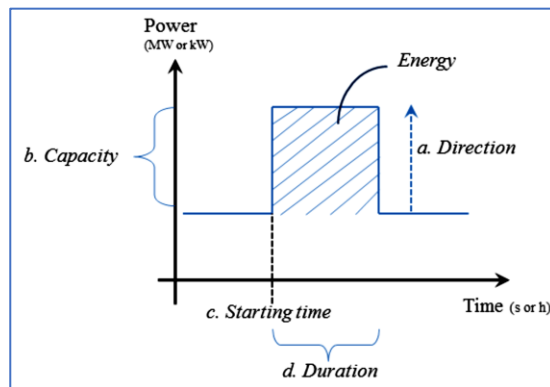 Power
(MW or kW)
Energy
b. Capacity
a. Direction
c. Starting time
Time (s or h)
d. Duration